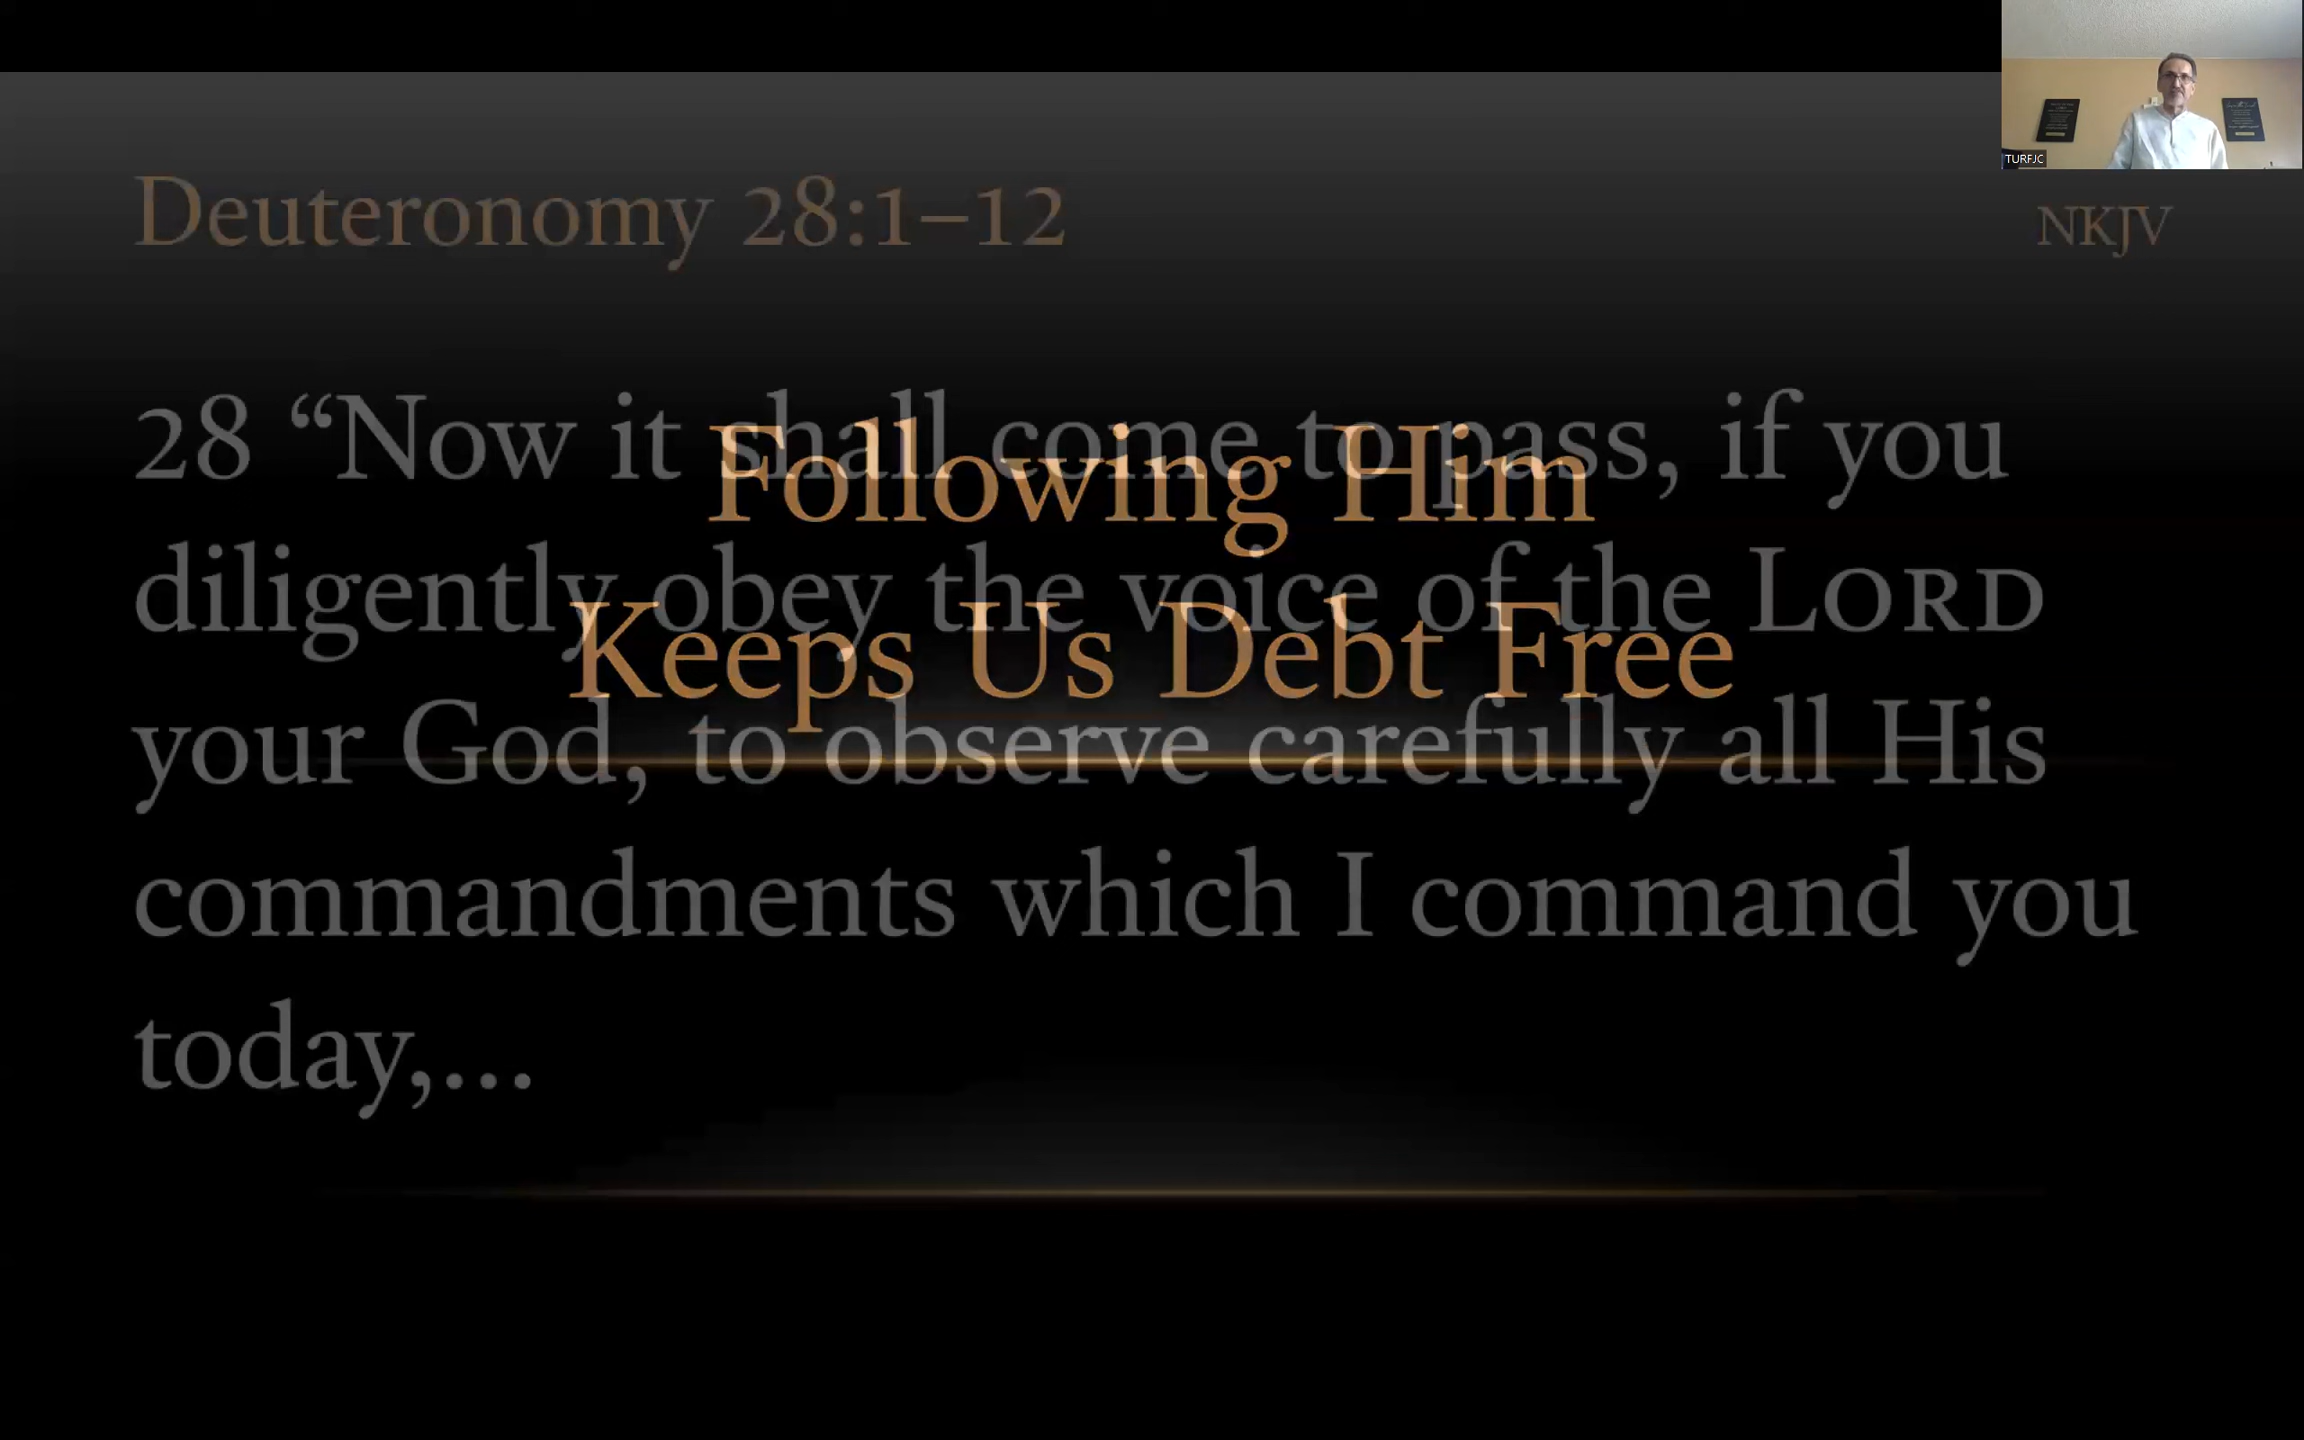 TURFJC
Deuteronomy 28:1–12
NKJV
28 “Now it shall come to pass, if you
diligently obey the voice of the LORD
your God, to observe carefully all His
commandments which I command you
today,...
Following Him
Keeps Us Debt Free